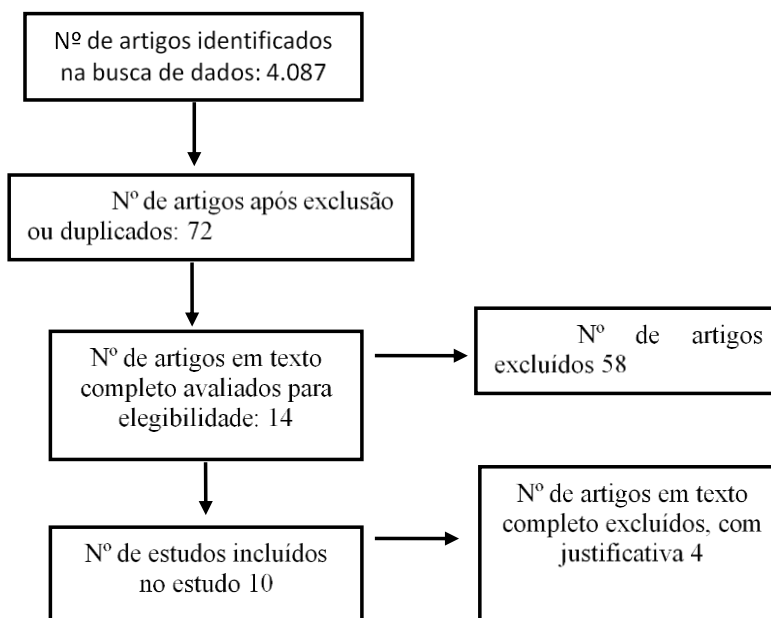 Nº de artigos identificados
na busca de dados: 4.087
Nº de artigos após exclusão
ou duplicados: 72
Nº de artigos em texto
completo avaliados para
elegibilidade: 14
Nº de artigos
excluídos 58
Nº de estudos incluídos
no estudo 10
Nº de artigos em texto
completo excluídos, com
justificativa 4